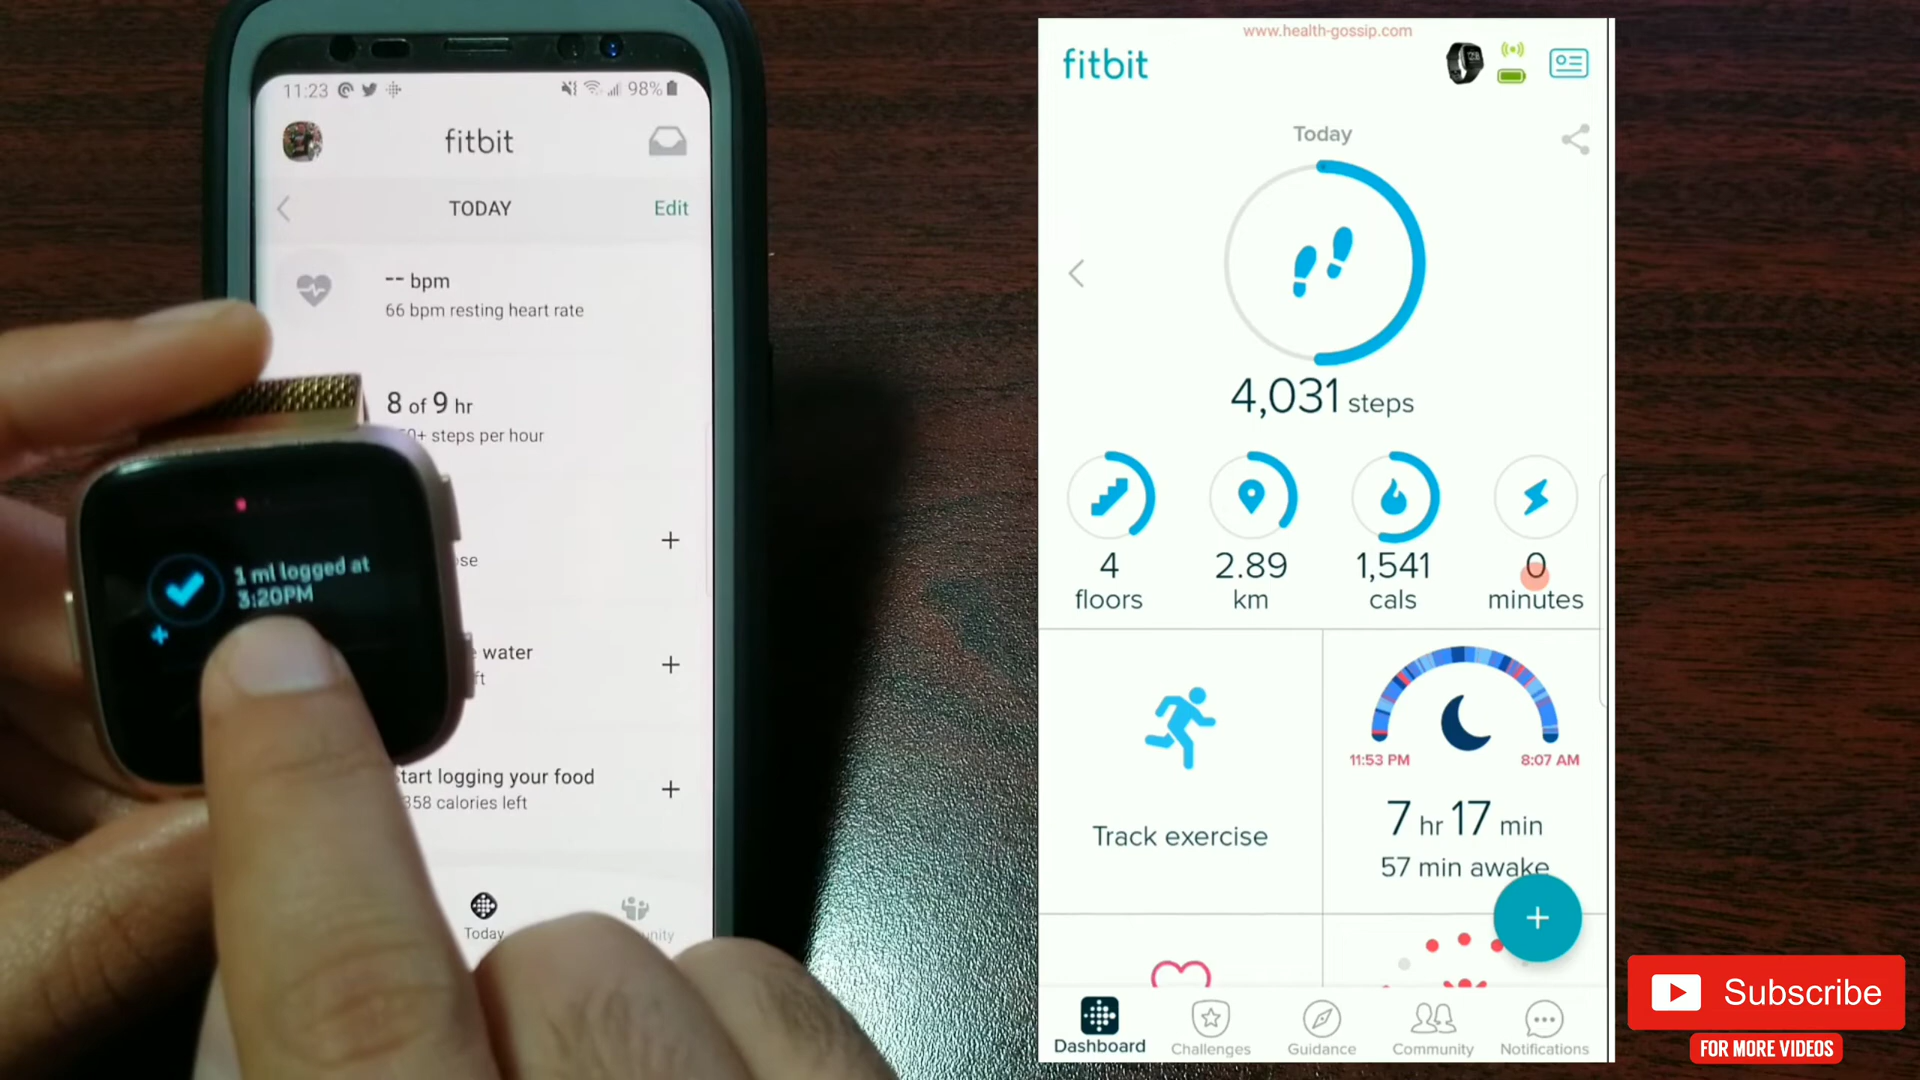 11:23
98%
fitbit
TODAY
Edit
-- bpm
66 bpm resting heart rate
8 of 9 hr
0+ steps per hour
water
tart logging your food
358 calories left
Today
1 ml logged at
3:20PM
www.health-gossip.com
fitbit
Today
4,031 steps
4
floors
2.89
km
1,541
cals
0
minutes
Track exercise
11:53 PM
8:07 AM
7 hr 17 min
57 min awake
Dashboard
Challenges
Guidance
Community
Notifications
Subscribe
FOR MORE VIDEOS